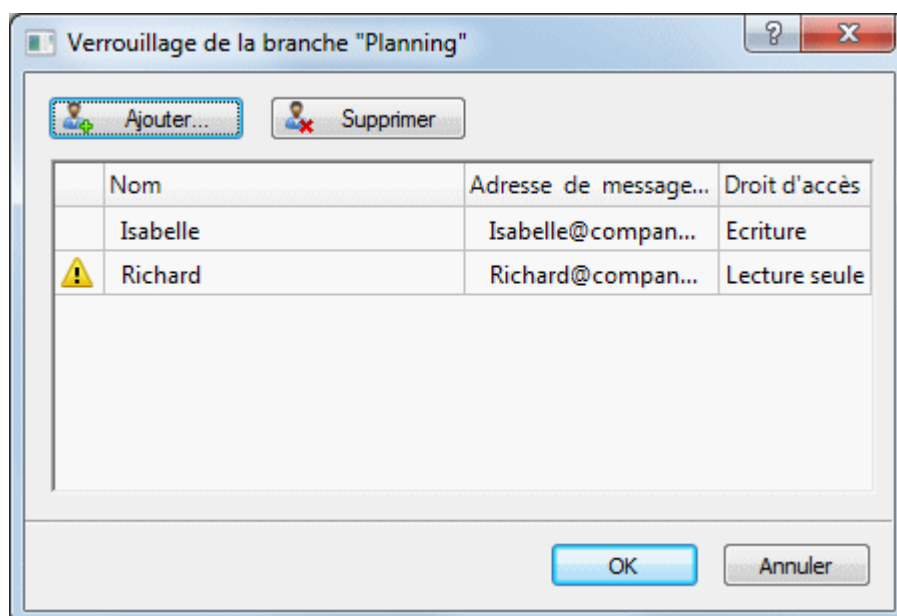 Verrouillage de la branche "Planning"
Ajouter... Supprimer
Nom Adresse de message... Droit d'accès
Isabelle Isabelle@compan... Ecriture
Richard Richard@compan... Lecture seule
OK Annuler